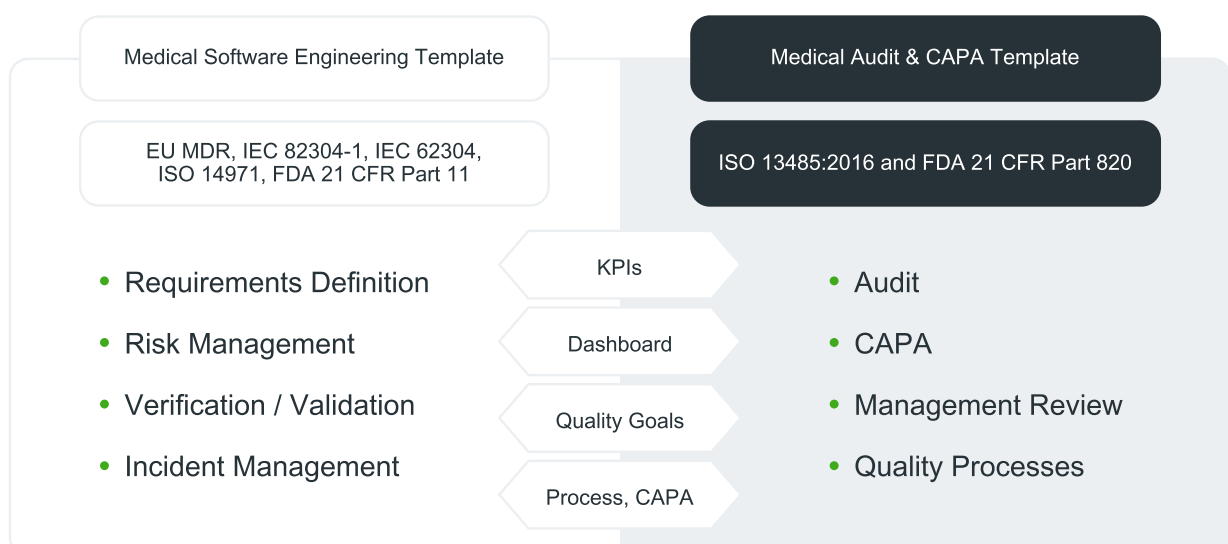 Medical Software Engineering Template
EU MDR, IEC 82304-1, IEC 62304,
ISO 14971, FDA 21 CFR Part 11
• Requirements Definition
• Risk Management
• Verification / Validation
• Incident Management
KPIs
Dashboard
Quality Goals
Process, CAPA
Medical Audit & CAPA Template
ISO 13485:2016 and FDA 21 CFR Part 820
• Audit
• CAPA
• Management Review
• Quality Processes